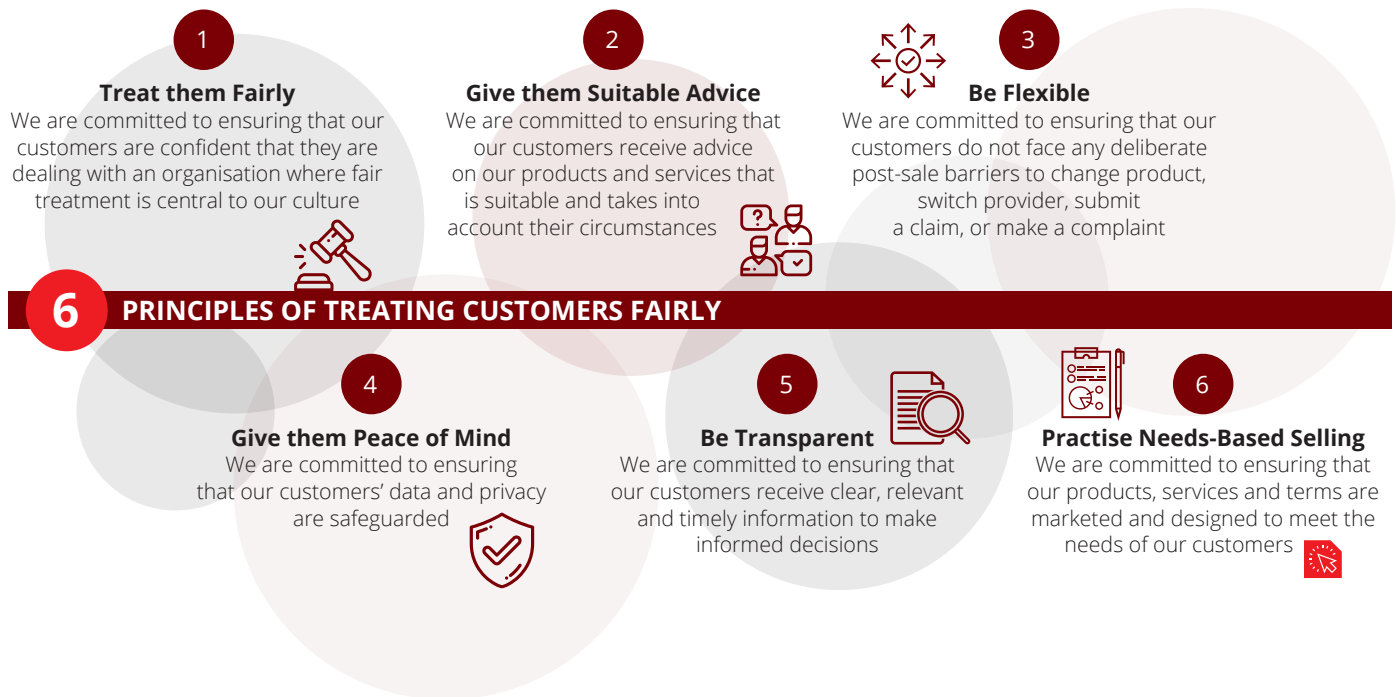 1
Treat them Fairly
We are committed to ensuring that our
customers are confident that they are
dealing with an organisation where fair
treatment is central to our culture
2
Give them Suitable Advice
We are committed to ensuring that
our customers receive advice
on our products and services that
is suitable and takes into
account their circumstances
?
3
Be Flexible
We are committed to ensuring that our
customers do not face any deliberate
post-sale barriers to change product,
switch provider, submit
a claim, or make a complaint
6 PRINCIPLES OF TREATING CUSTOMERS FAIRLY
4
Give them Peace of Mind
We are committed to ensuring
that our customers’ data and privacy
are safeguarded
5
Be Transparent
We are committed to ensuring that
our customers receive clear, relevant
and timely information to make
informed decisions
6
Practise Needs-Based Selling
We are committed to ensuring that
our products, services and terms are
marketed and designed to meet the
needs of our customers